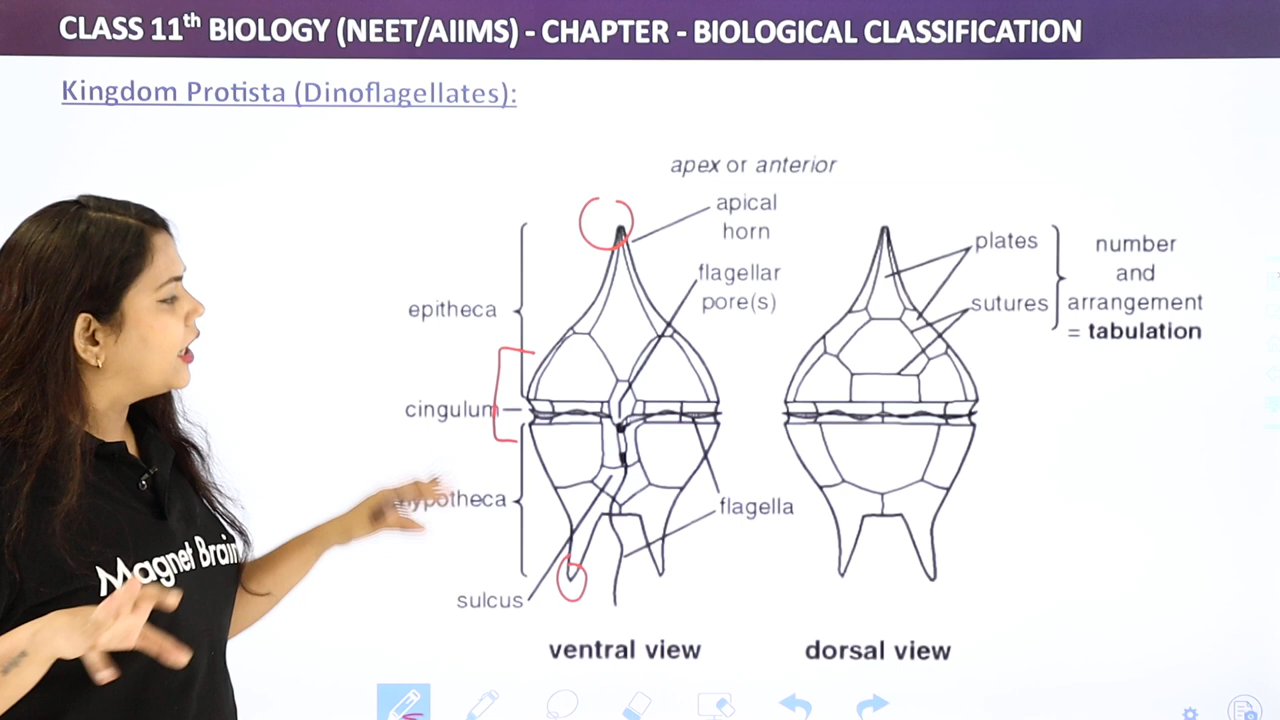 CLASS 11th BIOLOGY (NEET/AIIMS) - CHAPTER - BIOLOGICAL CLASSIFICATION
Kingdom Protista (Dinoflagellates):
apex or anterior
apical
horn
flagellar
pore(s)
epitheca
cingulum
hypotheca
flagella
sulcus
ventral view
plates
sutures
number
and
arrangement
= tabulation
dorsal view
Magnet Brain